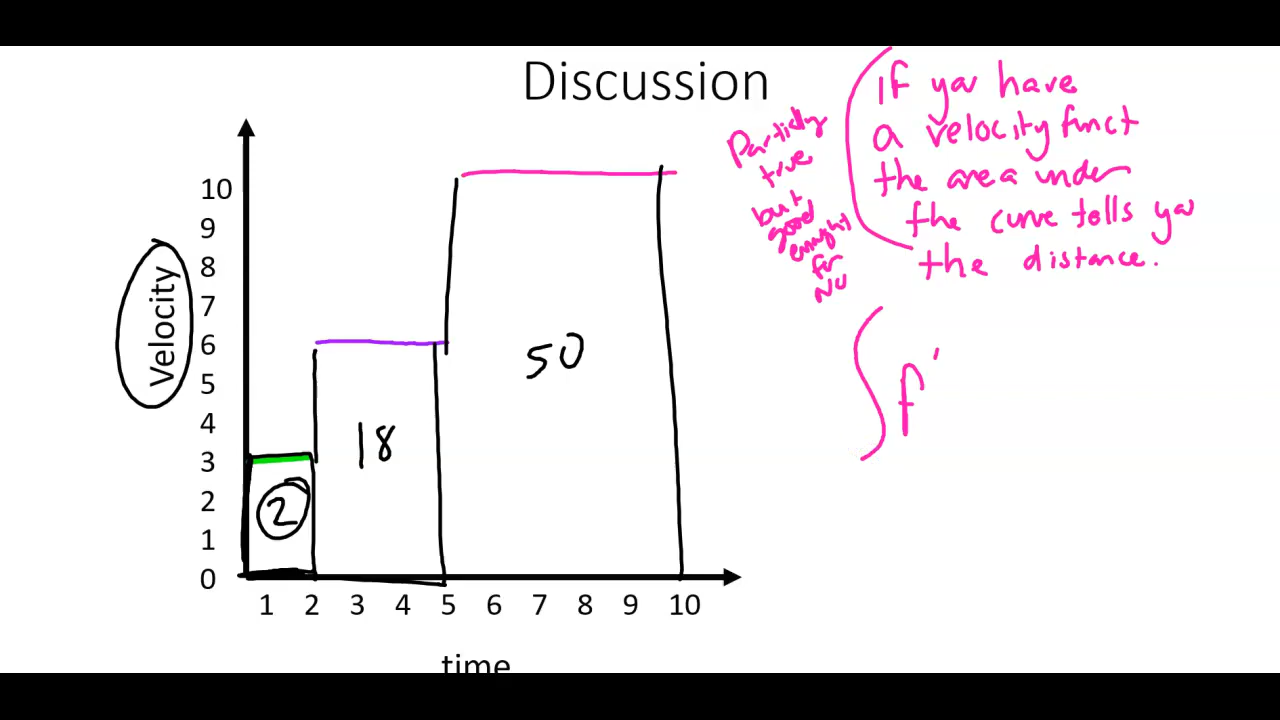 Discussion
If you have
a velocity funct
the area under
the curve tells you
the distance.
Partially
true
but
good
enough
for
NU
∫f'
Velocity
10
9
8
7
6
5
4
3
2
1
0
2
18
50
1 2 3 4 5 6 7 8 9 10
time